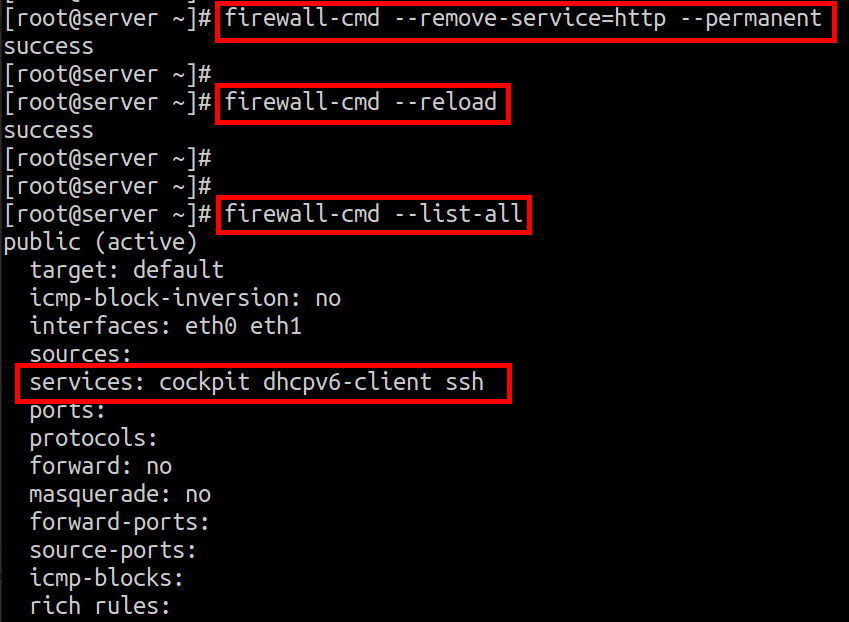 [root@server ~]# firewall-cmd --remove-service=http --permanent
success
[root@server ~]#
[root@server ~]# firewall-cmd --reload
success
[root@server ~]#
[root@server ~]#
[root@server ~]# firewall-cmd --list-all
public (active)
  target: default
  icmp-block-inversion: no
  interfaces: eth0 eth1
  sources:
  services: cockpit dhcpv6-client ssh
  ports:
  protocols:
  forward: no
  masquerade: no
  forward-ports:
  source-ports:
  icmp-blocks:
  rich rules: